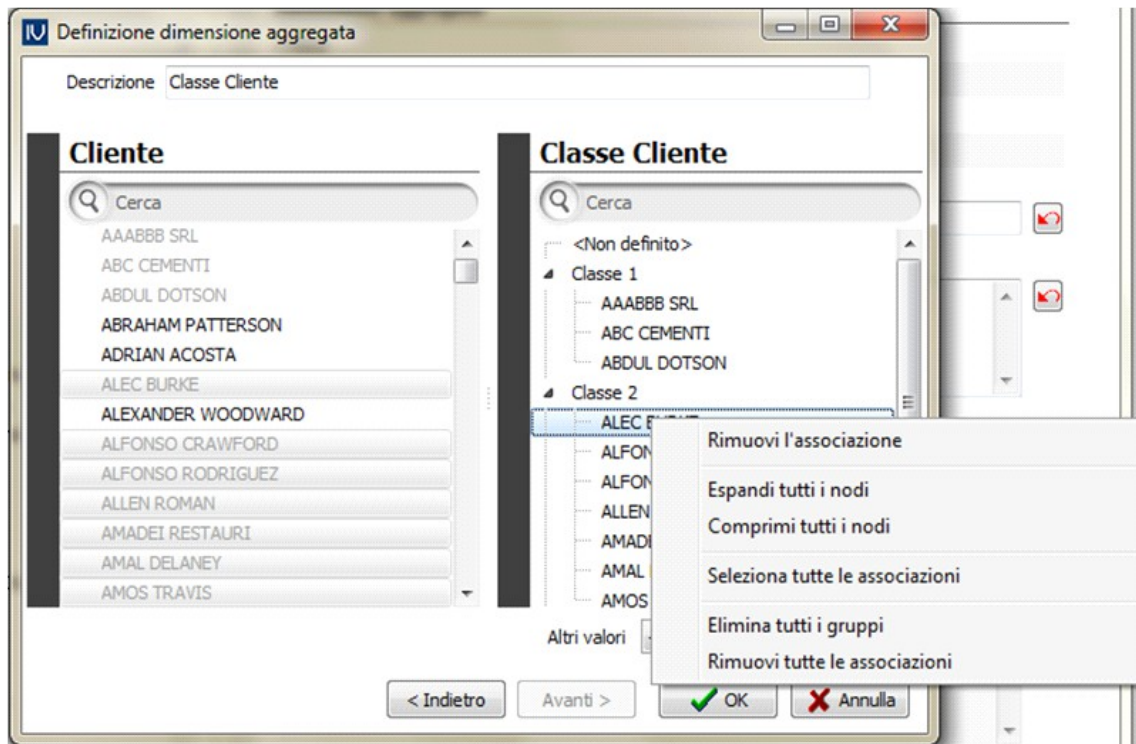 IU Definizione dimensione aggregata
Descrizione Classe Cliente
Cliente
Cerca
AAABBB SRL
ABC CEMENTI
ABDUL DOTSON
ABRAHAM PATTERSON
ADRIAN ACOSTA
ALEC BURKE
ALEXANDER WOODWARD
ALFONSO CRAWFORD
ALFONSO RODRIGUEZ
ALLEN ROMAN
AMADEI RESTAURI
AMAL DELANEY
AMOS TRAVIS
Classe Cliente
Cerca
<Non definito>
Classe 1
AAABBB SRL
ABC CEMENTI
ABDUL DOTSON
Classe 2
ALEC
ALFON
ALFON
ALLEN
AMADE
AMAL
AMOS
Altri valori
Rimuovi l'associazione
Espandi tutti i nodi
Comprimi tutti i nodi
Seleziona tutte le associazioni
Elimina tutti i gruppi
Rimuovi tutte le associazioni
< Indietro
Avanti >
OK
Annulla